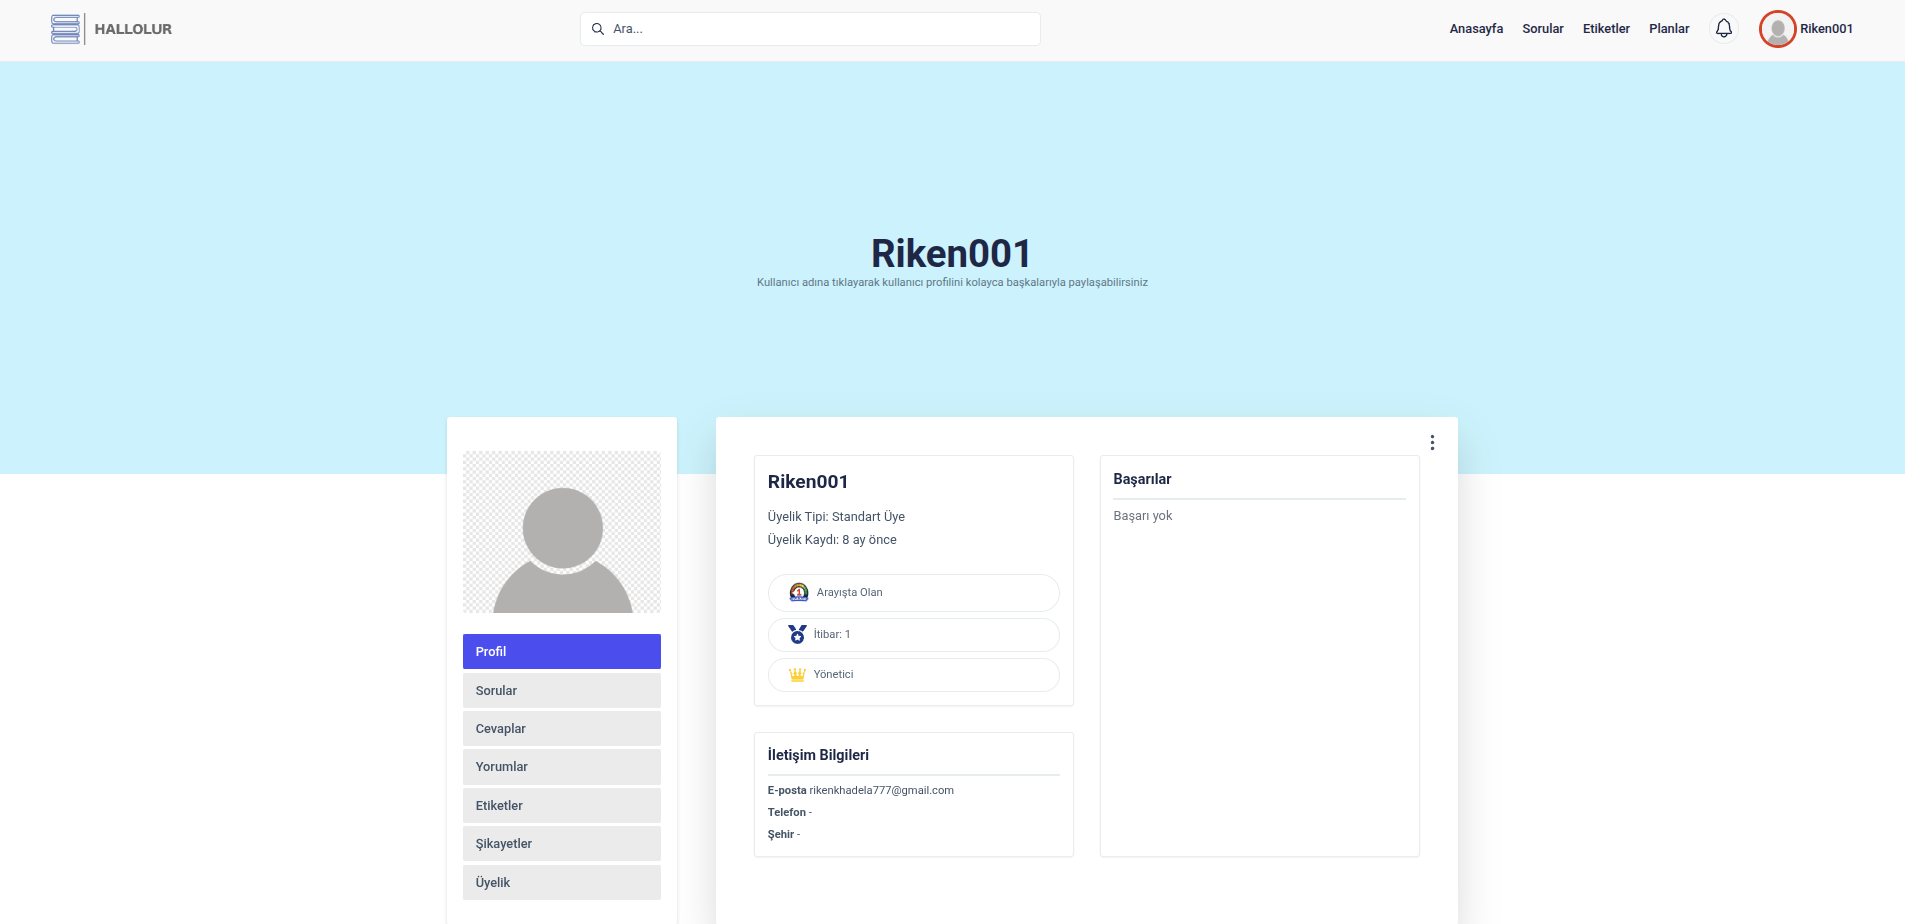 HALLOLUR
Ara...
Anasayfa Sorular Etiketler Planlar Riken001
Riken001
Kullanıcı adına tıklayarak kullanıcı profilini kolayca başkalarıyla paylaşabilirsiniz
Profil
Sorular
Cevaplar
Yorumlar
Etiketler
Şikayetler
Üyelik
Riken001
Üyelik Tipi: Standart Üye
Üyelik Kaydı: 8 ay önce
Arayışta Olan
İtibar: 1
Yönetici
İletişim Bilgileri
E-posta rikenkhadela777@gmail.com
Telefon -
Şehir -
Başarılar
Başarı yok